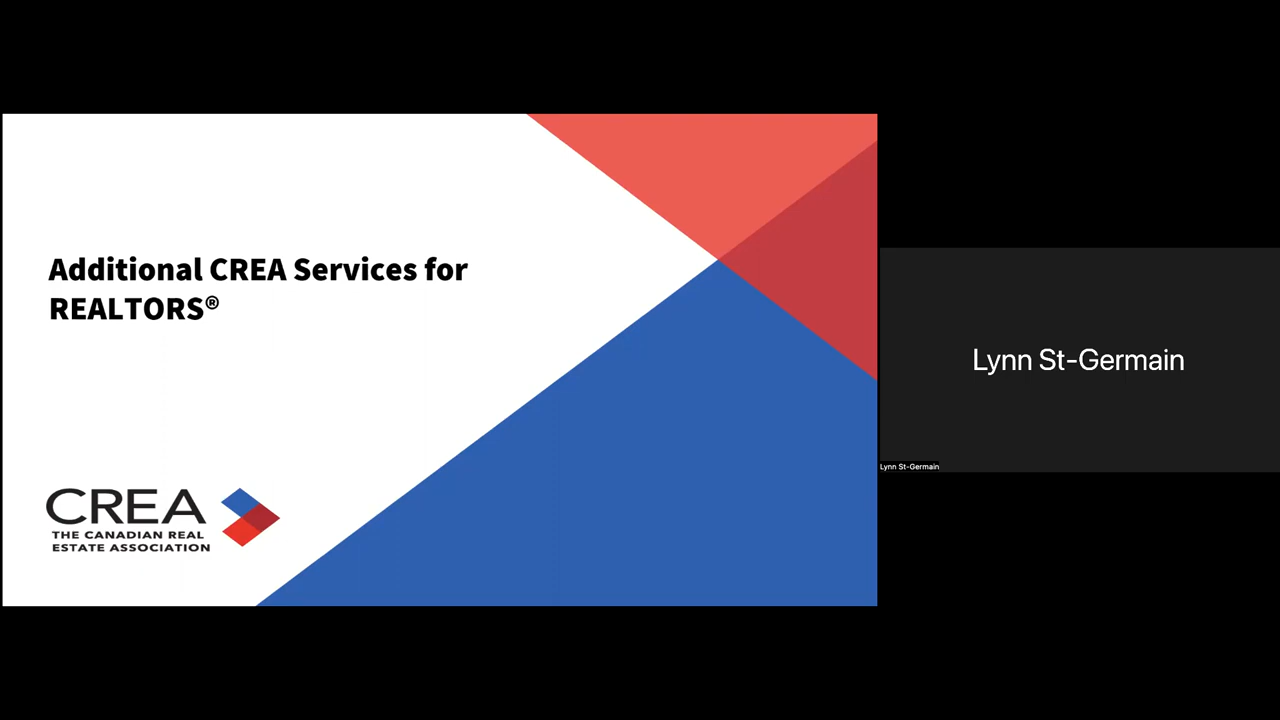 Additional CREA Services for
REALTORS®
CREA
THE CANADIAN REAL
ESTATE ASSOCIATION
Lynn St-Germain
Lynn St-Germain